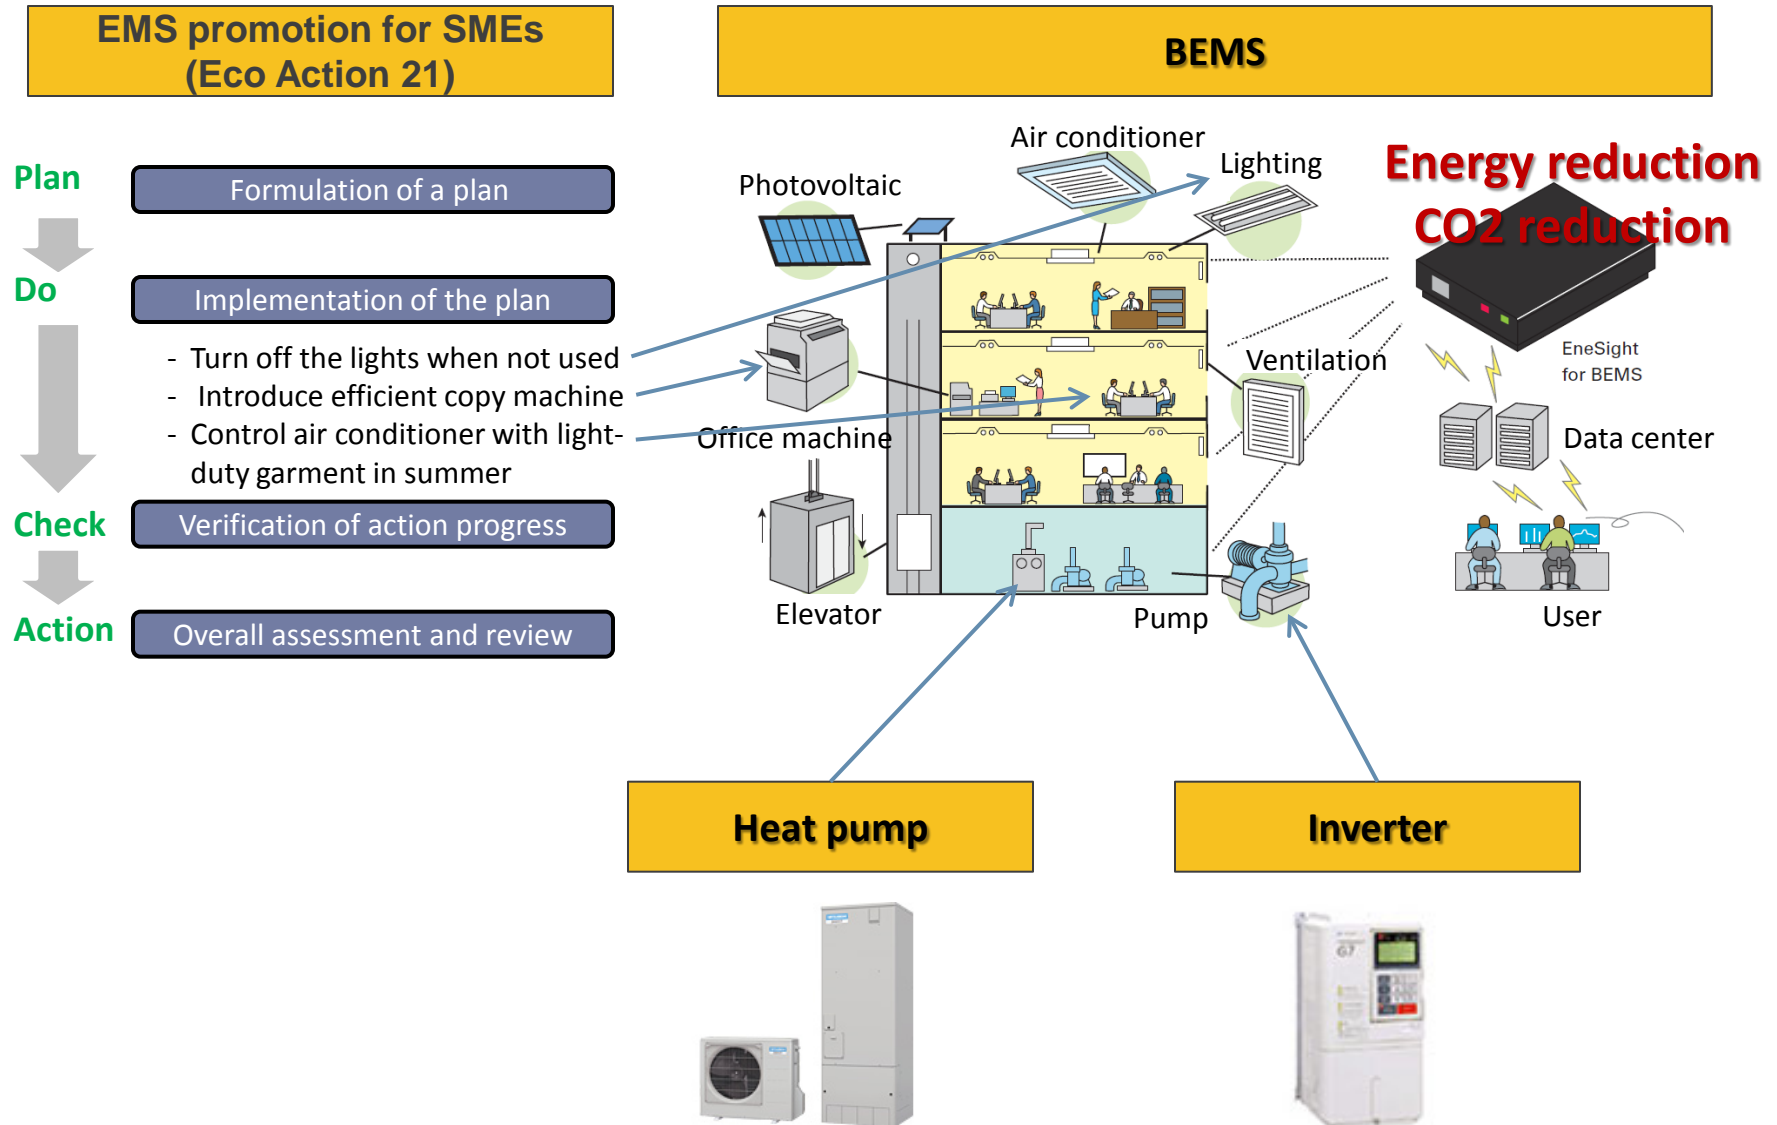 EMS promotion for SMEs
(Eco Action 21)
BEMS
Plan
Formulation of a plan
Do
Implementation of the plan
- Turn off the lights when not used
- Introduce efficient copy machine
- Control air conditioner with light-
duty garment in summer
Check
Verification of action progress
Action
Overall assessment and review
Air conditioner
Lighting
Photovoltaic
Energy reduction
CO2 reduction
EneSight
for BEMS
Ventilation
Office machine
Data center
Elevator
Pump
User
Heat pump
Inverter
G7